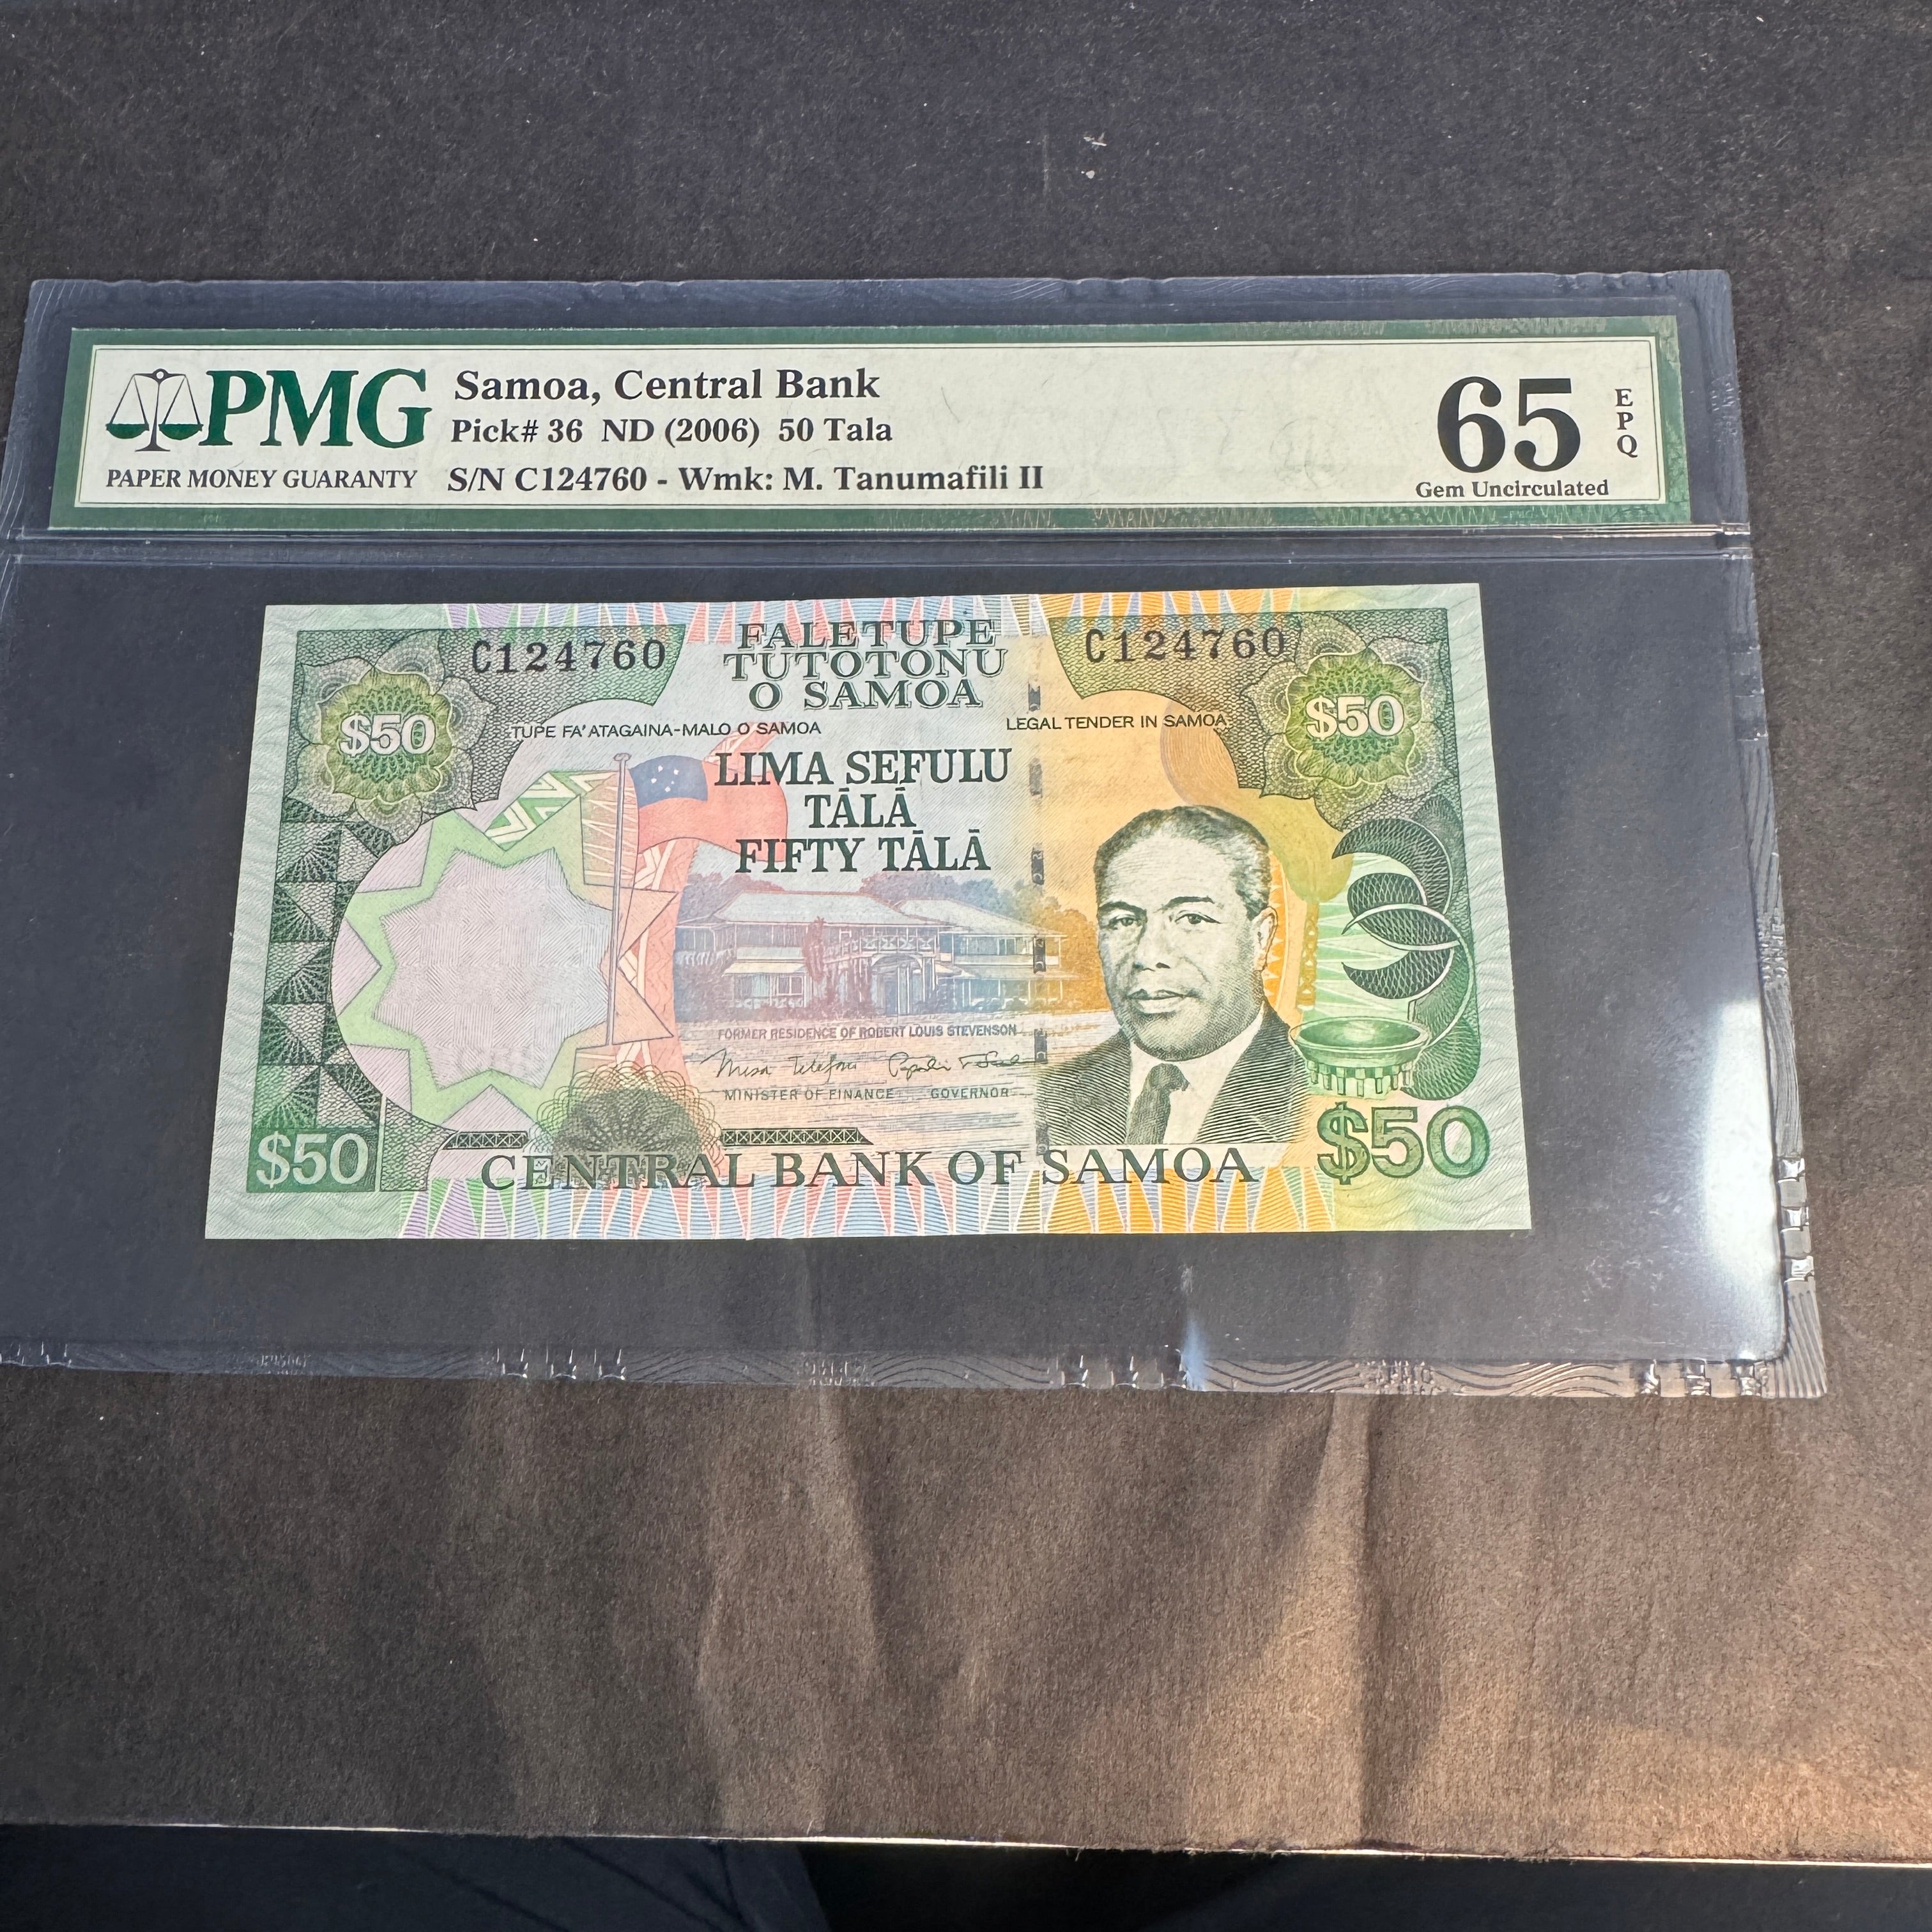 PMG
PAPER MONEY GUARANTY
Samoa, Central Bank
Pick# 36 ND (2006) 50 Tala
S/N C124760 - Wmk: M. Tanumafili II
65
EPQ
Gem Uncirculated
C124760
FALETUPE
TUTOTONU
O SAMOA
C124760
$50
$50
TUPE FA'ATAGAINA-MALO O SAMOA
LEGAL TENDER IN SAMOA
LIMA SEFULU
TĀLĀ
FIFTY TĀLĀ
FORMER RESIDENCE OF ROBERT LOUIS STEVENSON
MINISTER OF FINANCE GOVERNOR
$50
CENTRAL BANK OF SAMOA
$50